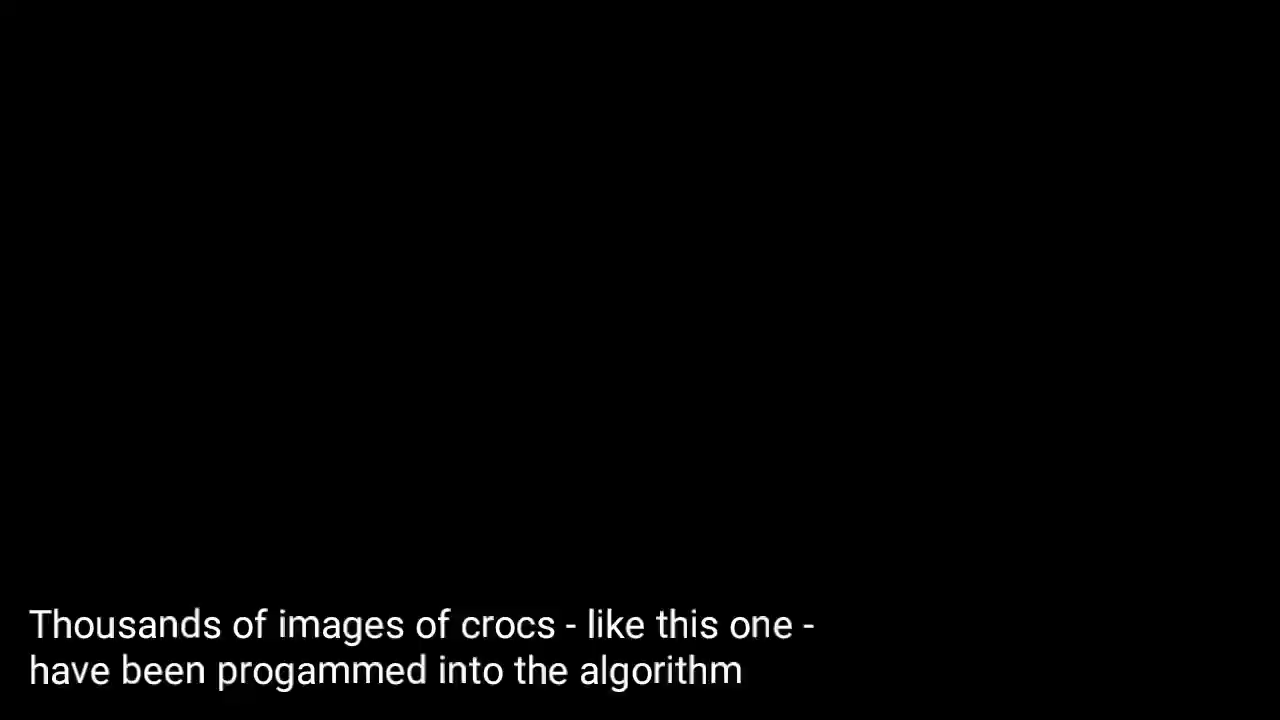 Thousands of images of crocs - like this one -
have been progammed into the algorithm